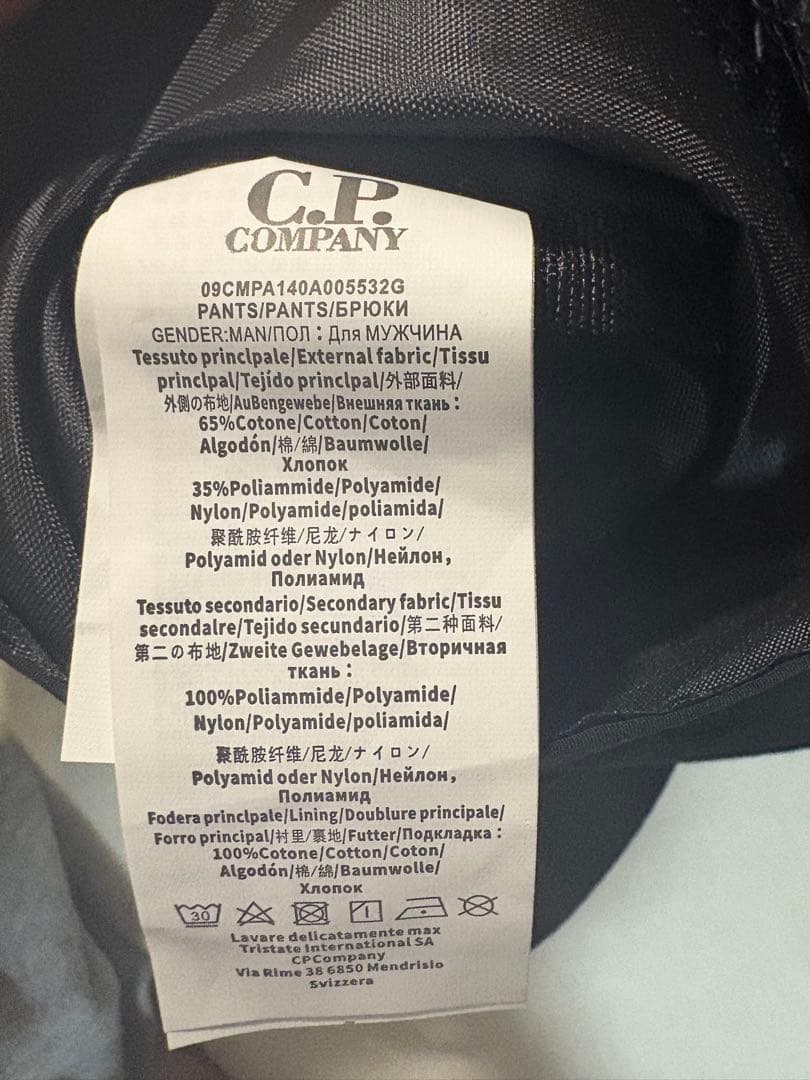 C.P.
COMPANY
09CMPA140A005532G
PANTS/PANTS/БРЮКИ
GENDER:MAN/ПОЛ：Для МУЖЧИНА
Tessuto princlpale/External fabric/Tissu
princlpal/Tejído princlpal/外部面料/
外侧の布地/AuBengewebe/Внешняя ткань：
65%Cotone/Cotton/Coton/
Algodón/棉/綿/Baumwolle/
Хлопок
35%Poliammide/Polyamide/
Nylon/Polyamide/poliamida/
聚酰胺纤维/尼龙/ナイロン/
Polyamid oder Nylon/Нейлон，
Полиамид
Tessuto secondario/Secondary fabric/Tissu
secondalre/Tejido secundario/第二种面料/
第二の布地/Zweite Gewebelage/Вторичная
ткань：
100%Poliammide/Polyamide/
Nylon/Polyamide/poliamida/
聚酰胺纤维/尼龙/ナイロン/
Polyamid oder Nylon/Нейлон，
Полиамид
Fodera princlpale/Lining/Doublure principale/
Forro principal/衬里/裏地/Futter/Подкладка：
100%Cotone/Cotton/Coton/
Algodón/棉/綿/Baumwolle/
Хлопок
30
Lavare delicatamente max
Tristate International SA
CPCompany
Via Rime 38 6850 Mendrisio
Svizzera